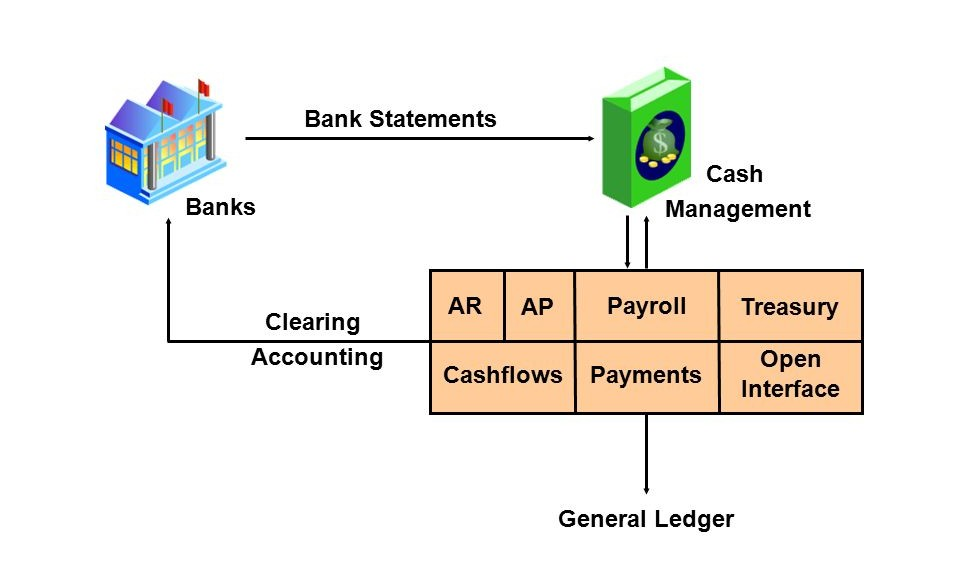 Bank Statements
Cash
Management
Banks
AR
AP
Payroll
Treasury
Clearing
Accounting
Cashflows
Payments
Open
Interface
General Ledger